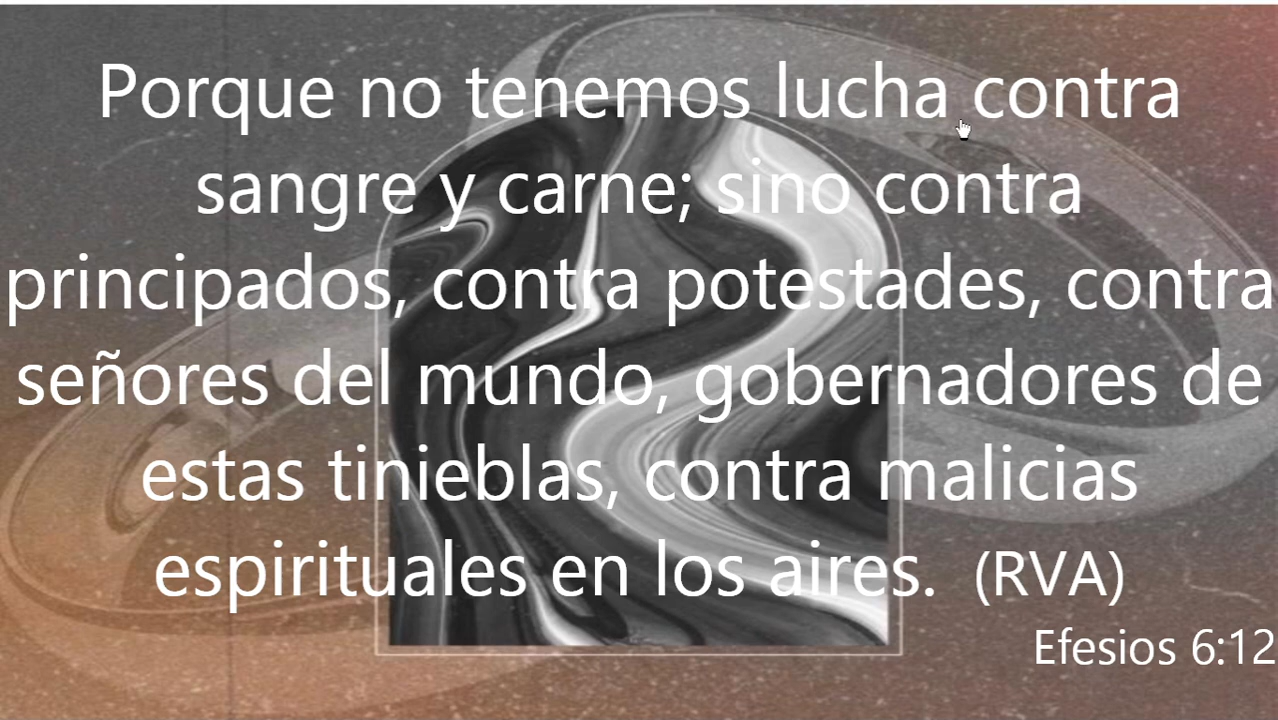 Porque no tenemos lucha contra
sangre y carne; sino contra
principados, contra potestades, contra
señores del mundo, gobernadores de
estas tinieblas, contra malicias
espirituales en los aires.  (RVA)
Efesios 6:12